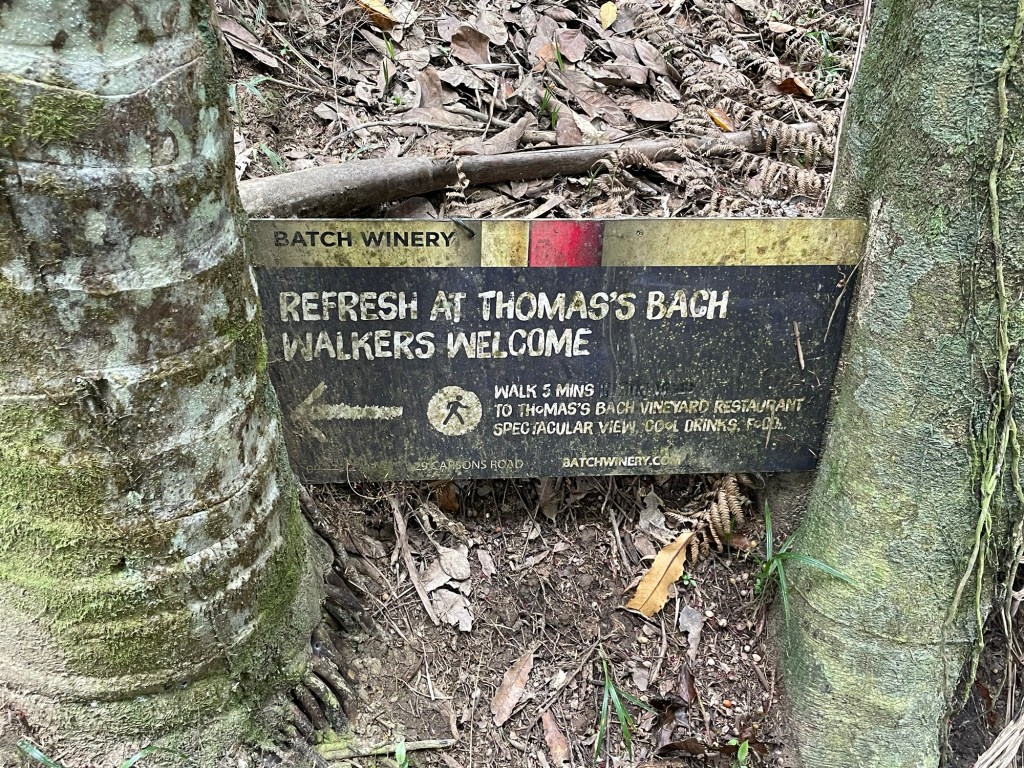 BATCH WINERY
REFRESH AT THOMAS'S BACH
WALKERS WELCOME
WALK 5 MINS
TO THOMAS'S BACH VINEYARD RESTAURANT
SPECTACULAR VIEW, COOL DRINKS, FOOD.
29 CARSONS ROAD
BATCHWINERY.COM